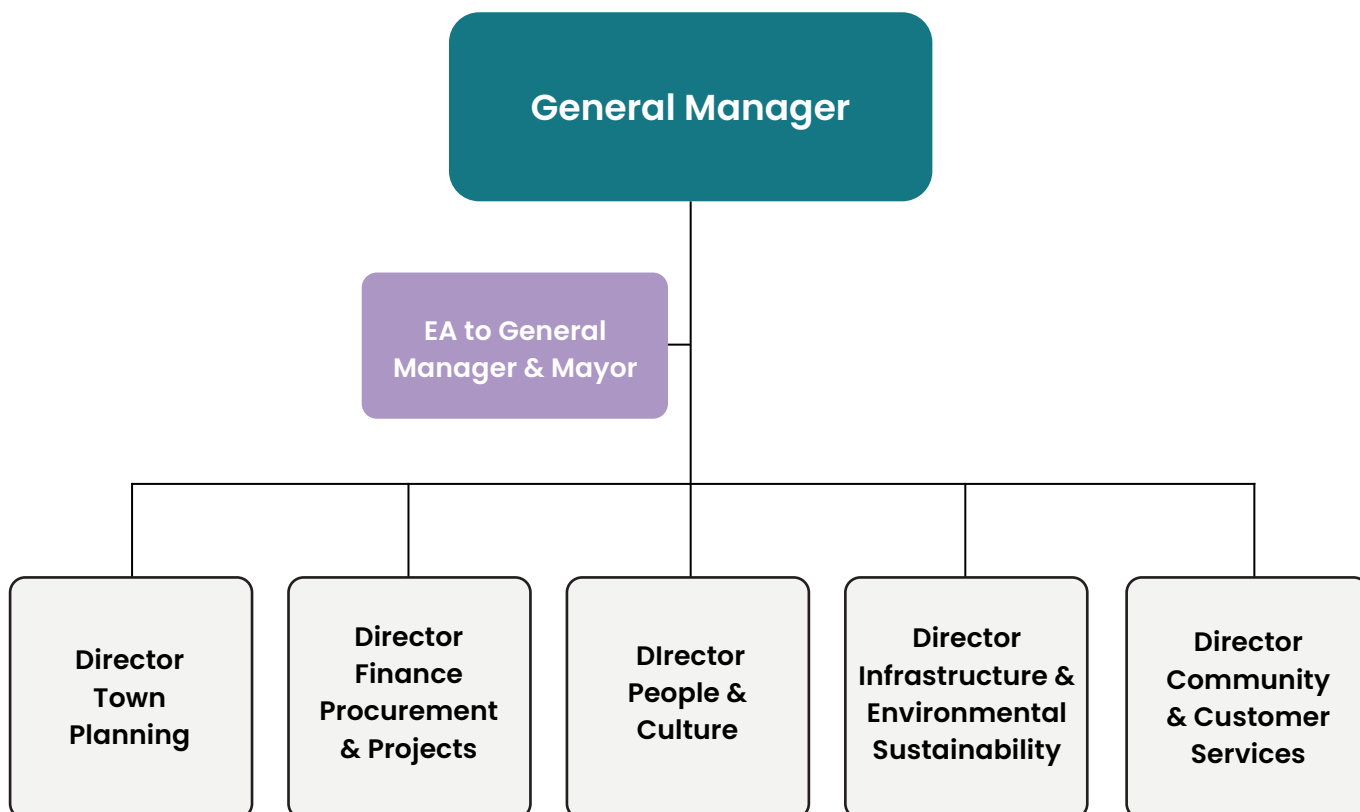 General Manager
EA to General
Manager & Mayor
Director
Town
Planning
Director
Finance
Procurement
& Projects
DIrector
People &
Culture
Director
Infrastructure &
Environmental
Sustainability
Director
Community
& Customer
Services